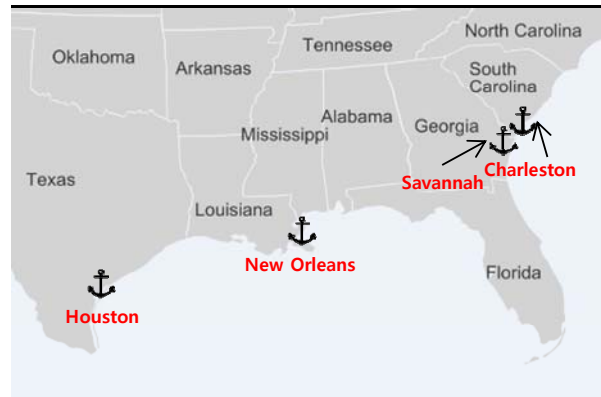 North Carolina
Tennessee
Oklahoma
Arkansas
South
Carolina
Alabama
Georgia
Mississippi
Charleston
Texas
Savannah
Louisiana
New Orleans
Florida
Houston